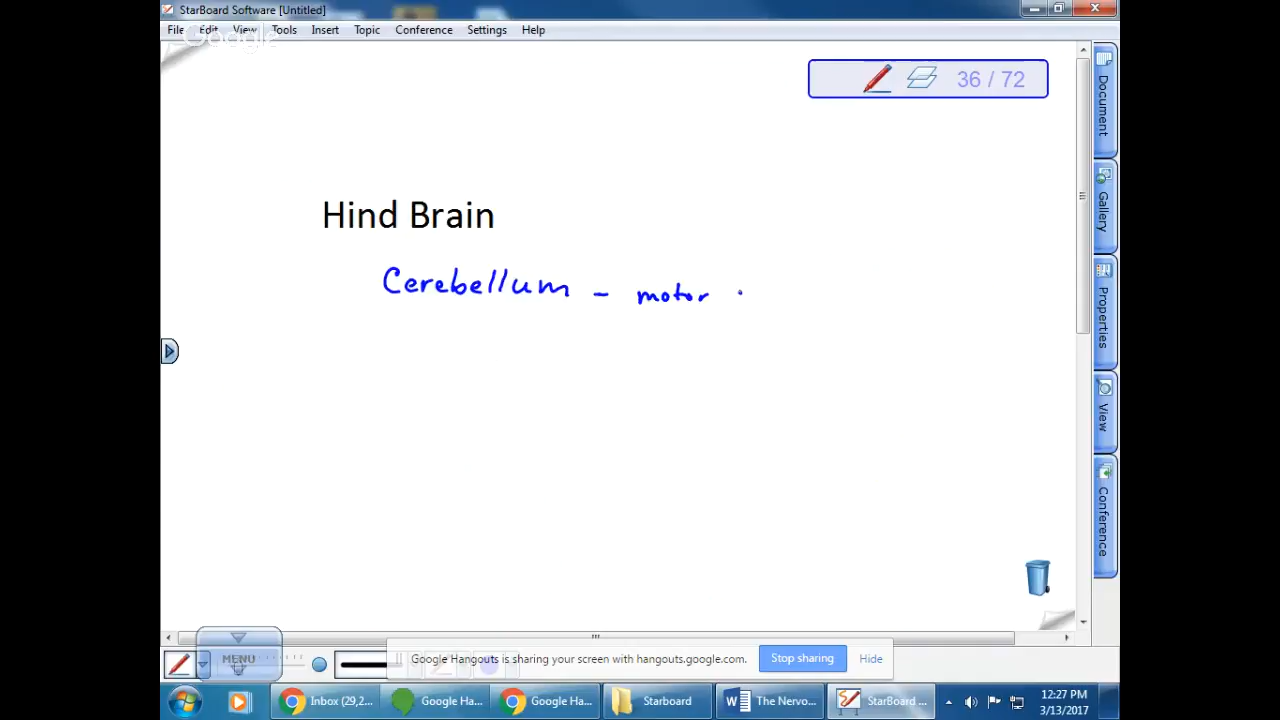 StarBoard Software [Untitled]
File Edit View Tools Insert Topic Conference Settings Help
Google
36 / 72
Document
Gallery
Properties
View
Conference
Hind Brain
Cerebellum - motor
MENU
Google Hangouts is sharing your screen with hangouts.google.com. Stop sharing Hide
Inbox (29,2... Google Ha... Google Ha... Starboard The Nervo... StarBoard ...
12:27 PM
3/13/2017